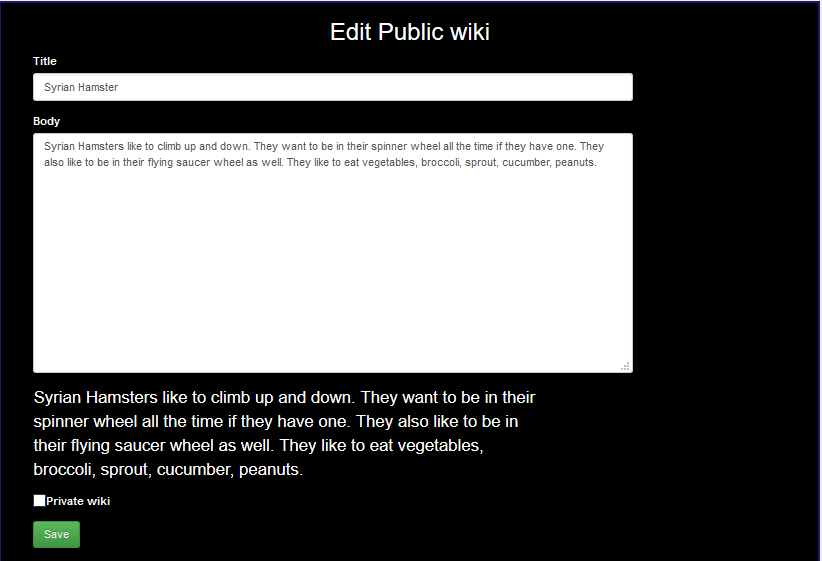 Edit Public wiki
Title
Syrian Hamster
Body
Syrian Hamsters like to climb up and down. They want to be in their spinner wheel all the time if they have one. They
also like to be in their flying saucer wheel as well. They like to eat vegetables, broccoli, sprout, cucumber, peanuts.
Syrian Hamsters like to climb up and down. They want to be in their
spinner wheel all the time if they have one. They also like to be in
their flying saucer wheel as well. They like to eat vegetables,
broccoli, sprout, cucumber, peanuts.
Private wiki
Save